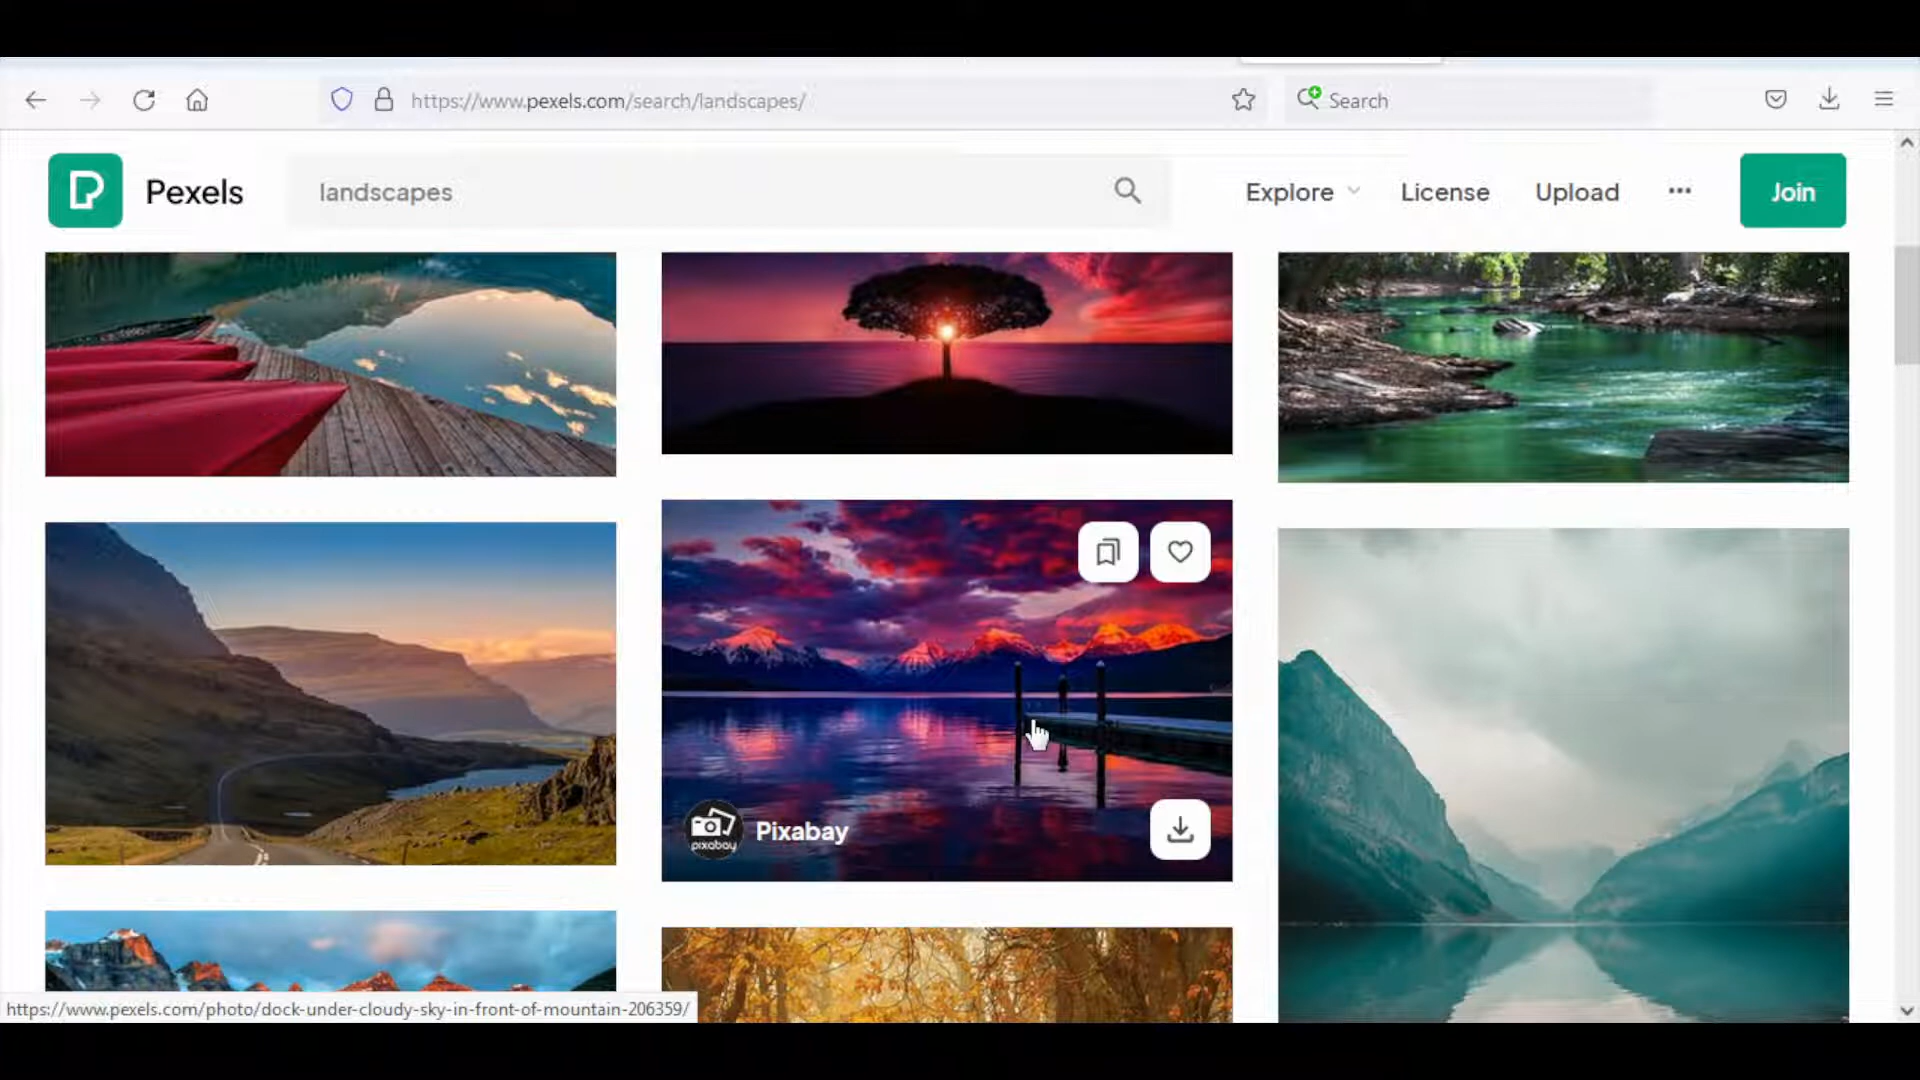 https://www.pexels.com/search/landscapes/
Search
Pexels
landscapes
Explore
License
Upload
Join
pixabay
Pixabay
https://www.pexels.com/photo/dock-under-cloudy-sky-in-front-of-mountain-206359/